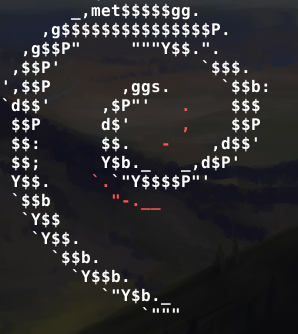 _,met$$$$$gg.
,g$$$$$$$$$$$$$$$P.
,g$$P"     """Y$$.".
,$$P'              `$$$.
',$$P       ,ggs.     `$$b:
`d$$'     ,$P"'   .    $$$
$$P      d$'     ,    $$P
$$:      $$.   -    ,d$$'
$$;      Y$b._   _,d$P'
Y$$.    `.`"Y$$$$P"'
`$$b      "-.__
`Y$$
`Y$$.
`$$b.
`Y$$b.
`"Y$b._
`"""